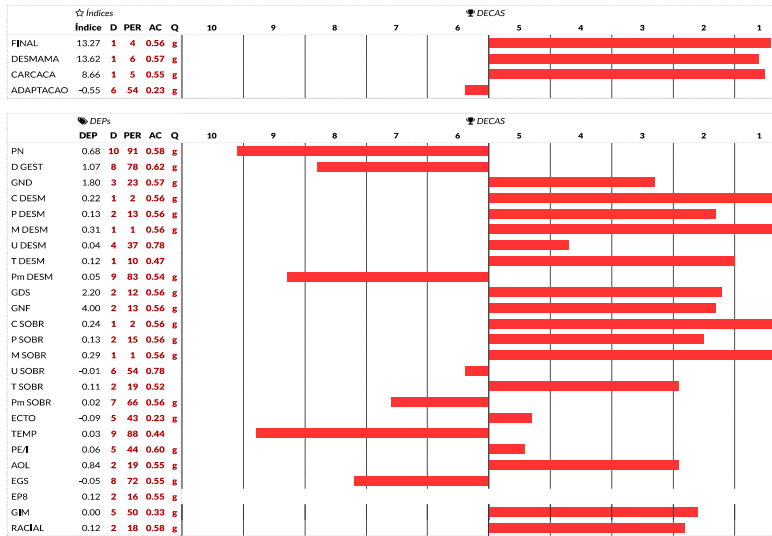 Índices DECAS
Índice D PER AC Q 10 9 8 7 6 5 4 3 2 1
FINAL 13.27 1 4 0.56 g
DESMAMA 13.62 1 6 0.57 g
CARCACA 8.66 1 5 0.55 g
ADAPTACAO -0.55 6 54 0.23 g
DEPs DECAS
DEP D PER AC Q 10 9 8 7 6 5 4 3 2 1
PN 0.68 10 91 0.58 g
D GEST 1.07 8 78 0.62 g
GND 1.80 3 23 0.57 g
C DESM 0.22 1 2 0.56 g
P DESM 0.13 2 13 0.56 g
M DESM 0.31 1 1 0.56 g
U DESM 0.04 4 37 0.78
T DESM 0.12 1 10 0.47
Pm DESM 0.05 9 83 0.54 g
GDS 2.20 2 12 0.56 g
GNF 4.00 2 13 0.56 g
C SOBR 0.24 1 2 0.56 g
P SOBR 0.13 2 15 0.56 g
M SOBR 0.29 1 1 0.56 g
U SOBR -0.01 6 54 0.78
T SOBR 0.11 2 19 0.52
Pm SOBR 0.02 7 66 0.56 g
ECTO -0.09 5 43 0.23 g
TEMP 0.03 9 88 0.44
PE/I 0.06 5 44 0.60 g
AOL 0.84 2 19 0.55 g
EGS -0.05 8 72 0.55 g
EP8 0.12 2 16 0.55 g
GIM 0.00 5 50 0.33 g
RACIAL 0.12 2 18 0.58 g